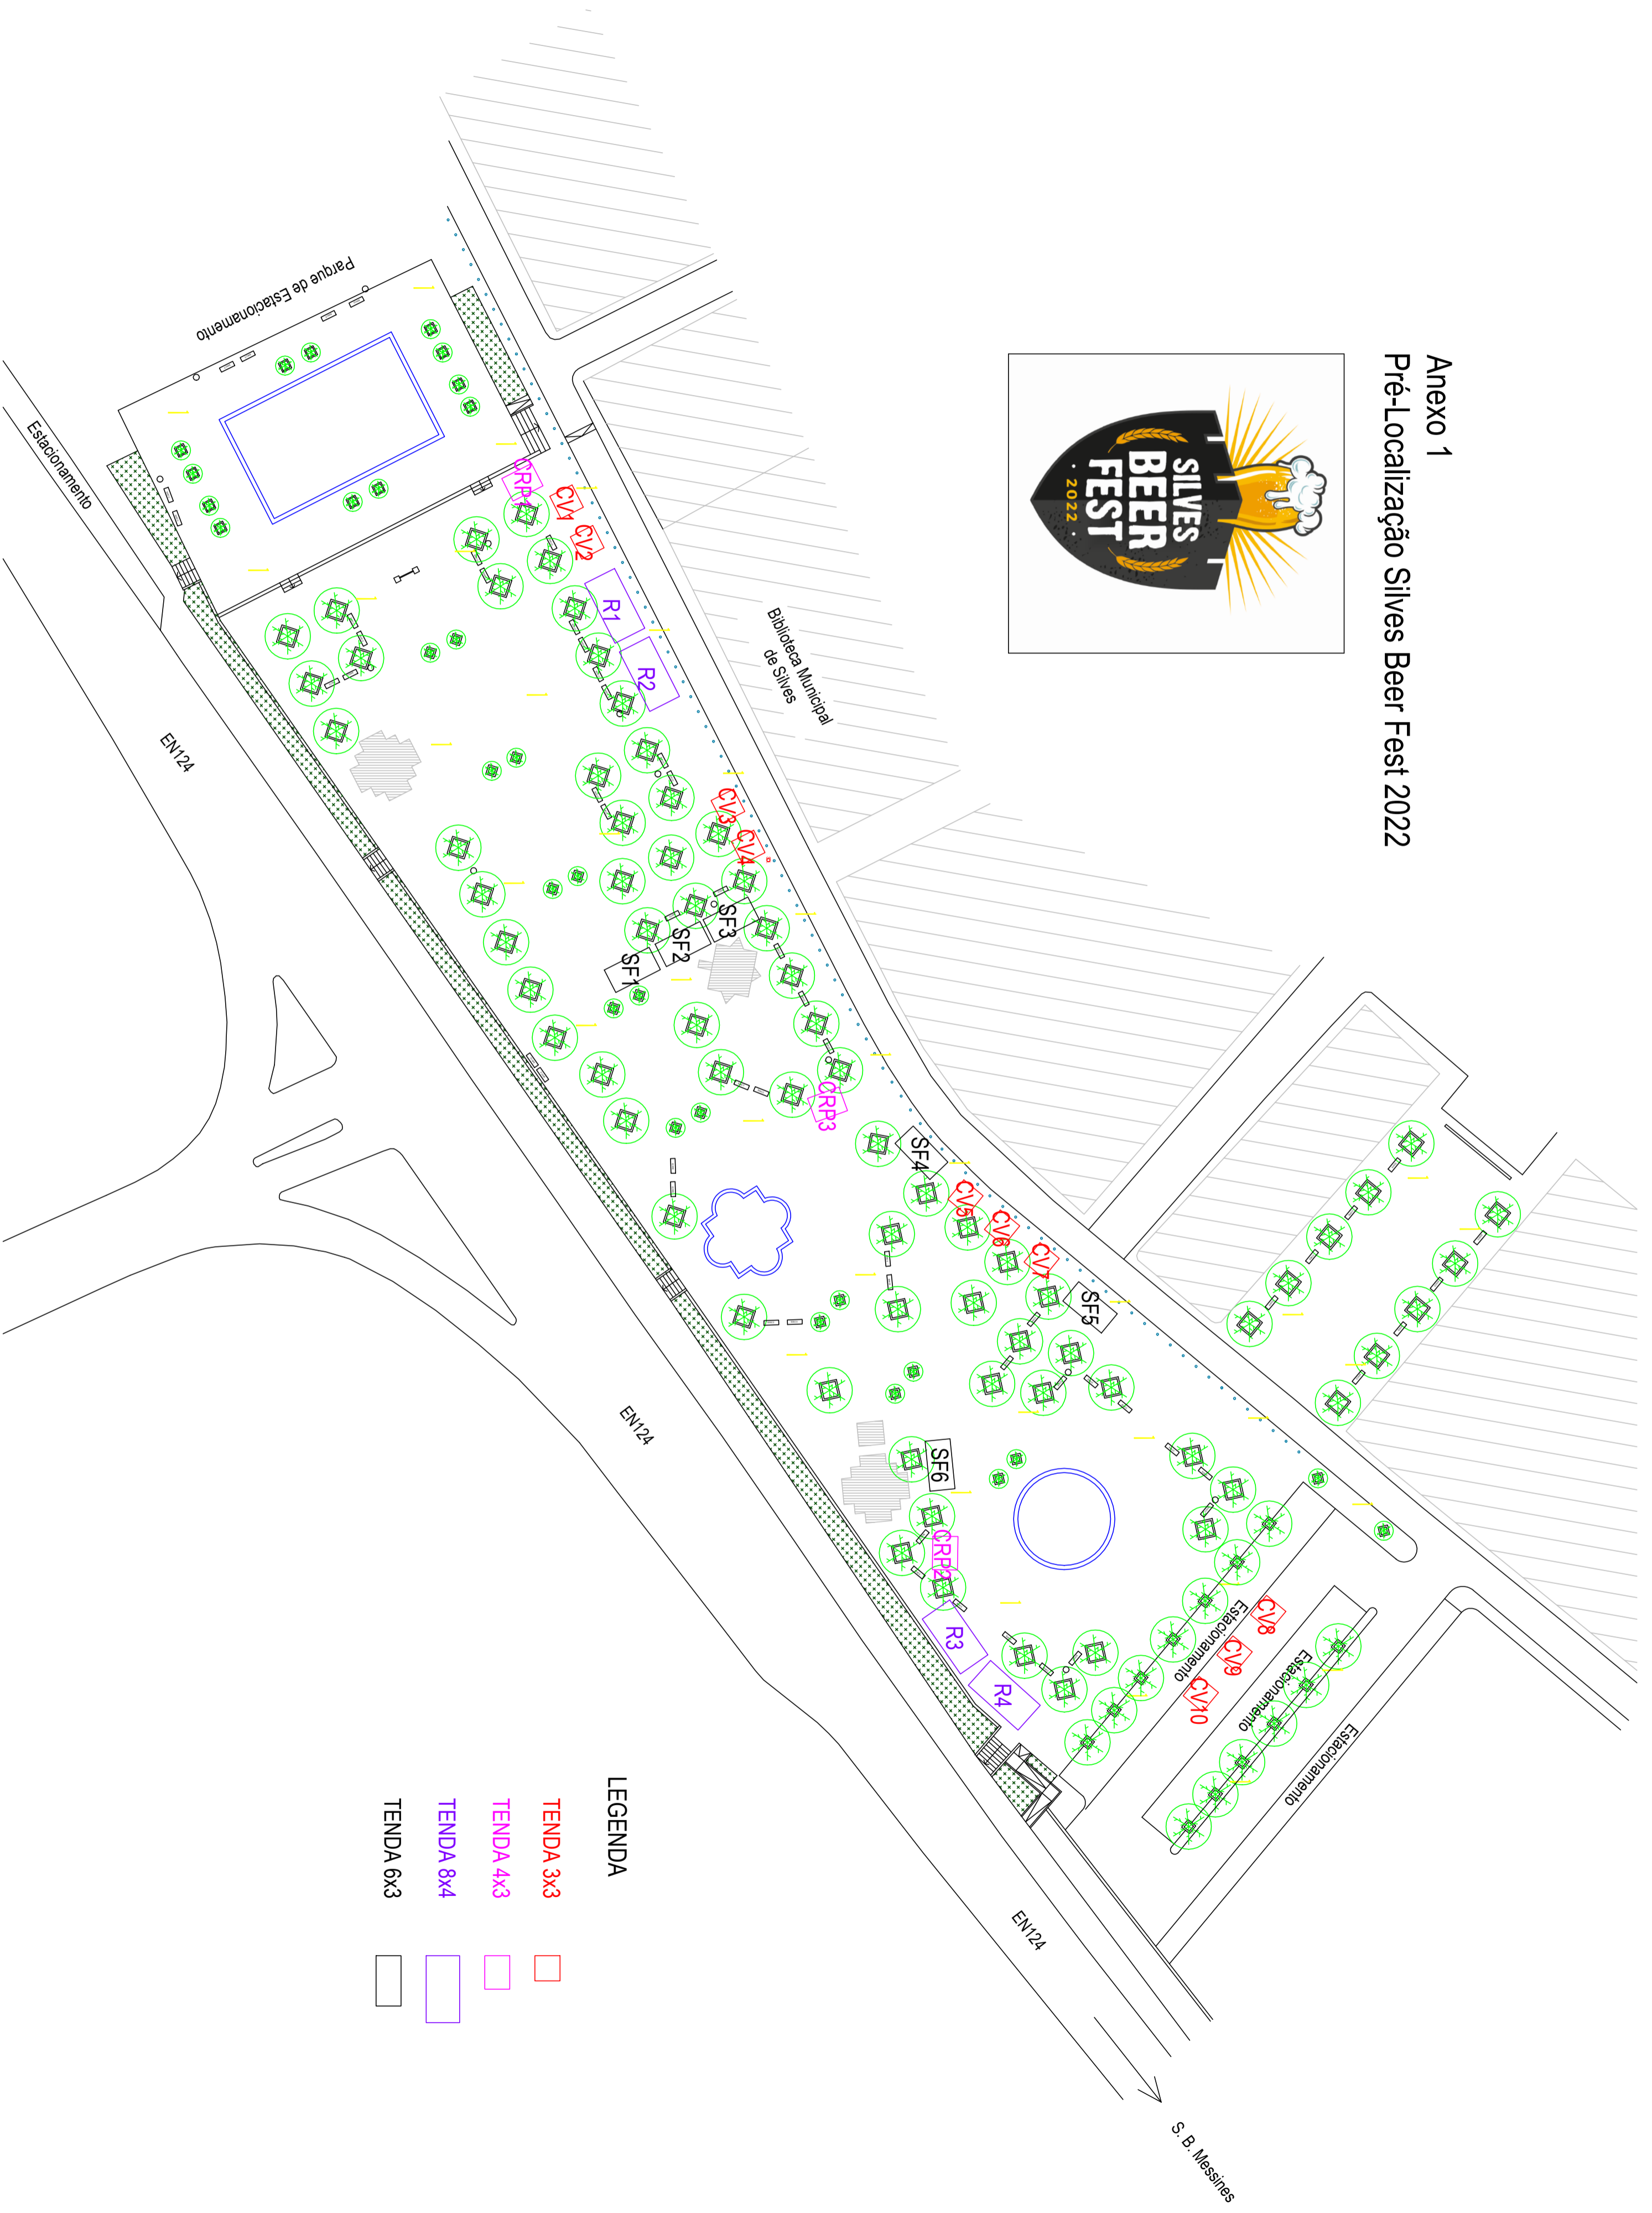 Anexo 1
Pré-Localização Silves Beer Fest 2022
SILVES
BEER
FEST
· 2022 ·
Biblioteca Municipal
de Silves
Parque de Estacionamento
Estacionamento
EN124
CV1
CV2
R1
R2
CV3
CV4
SF3
SF2
SF1
CRP3
SF4
CV5
CV6
CV7
SF5
SF6
CRP2
R3
R4
CV8
CV9
CV10
Estacionamento
Estacionamento
Estacionamento
EN124
EN124
S. B. Messines
LEGENDA
TENDA 3x3
TENDA 4x3
TENDA 8x4
TENDA 6x3